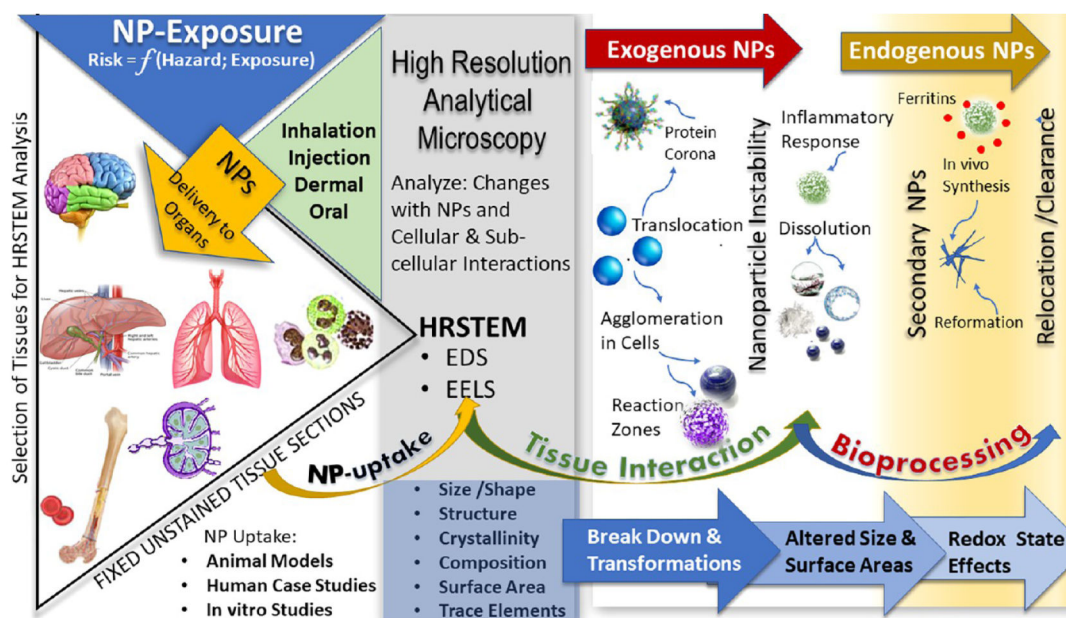 NP-Exposure
Risk = f (Hazard; Exposure)
Selection of Tissues for HRSTEM Analysis
NPs
Delivery to
Organs
Inhalation
Injection
Dermal
Oral
FIXED UNSTAINED TISSUE SECTIONS
NP Uptake:
• Animal Models
• Human Case Studies
• In vitro Studies
High Resolution
Analytical
Microscopy
Analyze: Changes
with NPs and
Cellular & Sub-
cellular Interactions
HRSTEM
• EDS
• EELS
NP-uptake
• Size /Shape
• Structure
• Crystallinity
• Composition
• Surface Area
• Trace Elements
Exogenous NPs
Protein
Corona
Translocation
Agglomeration
in Cells
Reaction
Zones
Nanoparticle Instability
Inflammatory
Response
Dissolution
Tissue Interaction
Endogenous NPs
Ferritins
In vivo
Synthesis
Secondary NPs
Reformation
Relocation /Clearance
Bioprocessing
Break Down &
Transformations
Altered Size &
Surface Areas
Redox State
Effects